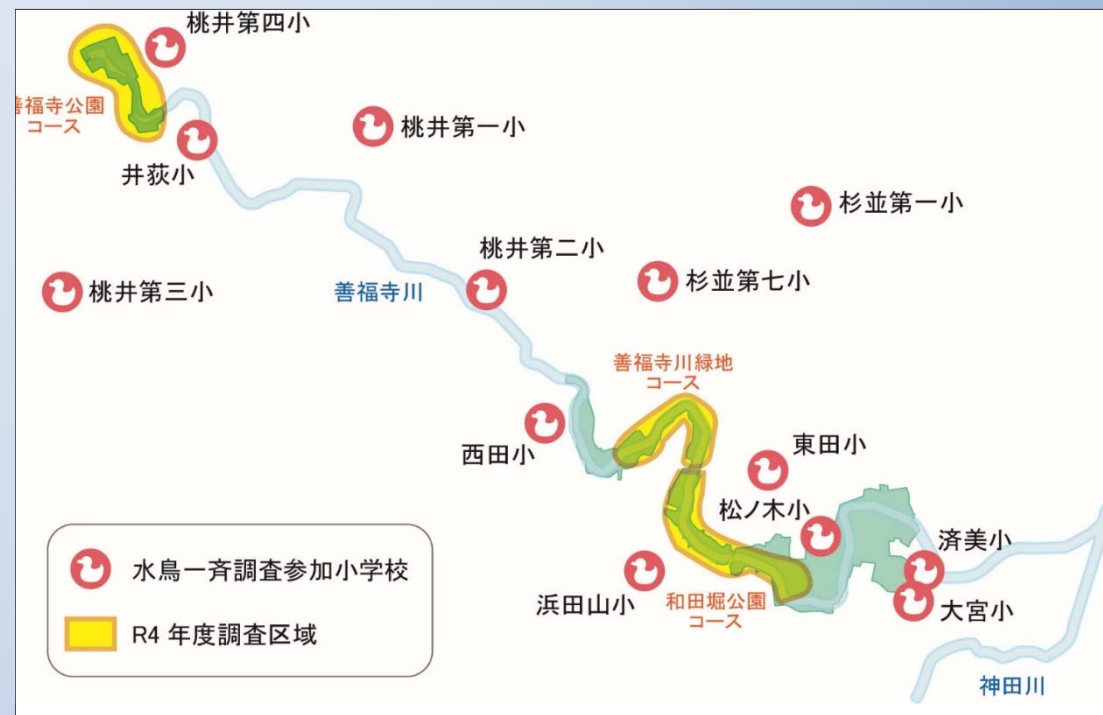 桃井第四小
善福寺公園
コース
桃井第一小
井荻小
杉並第一小
桃井第二小
杉並第七小
桃井第三小
善福寺川
善福寺川緑地
コース
西田小
東田小
松ノ木小
済美小
浜田山小
和田堀公園
コース
大宮小
神田川
水鳥一斉調査参加小学校
R4 年度調査区域